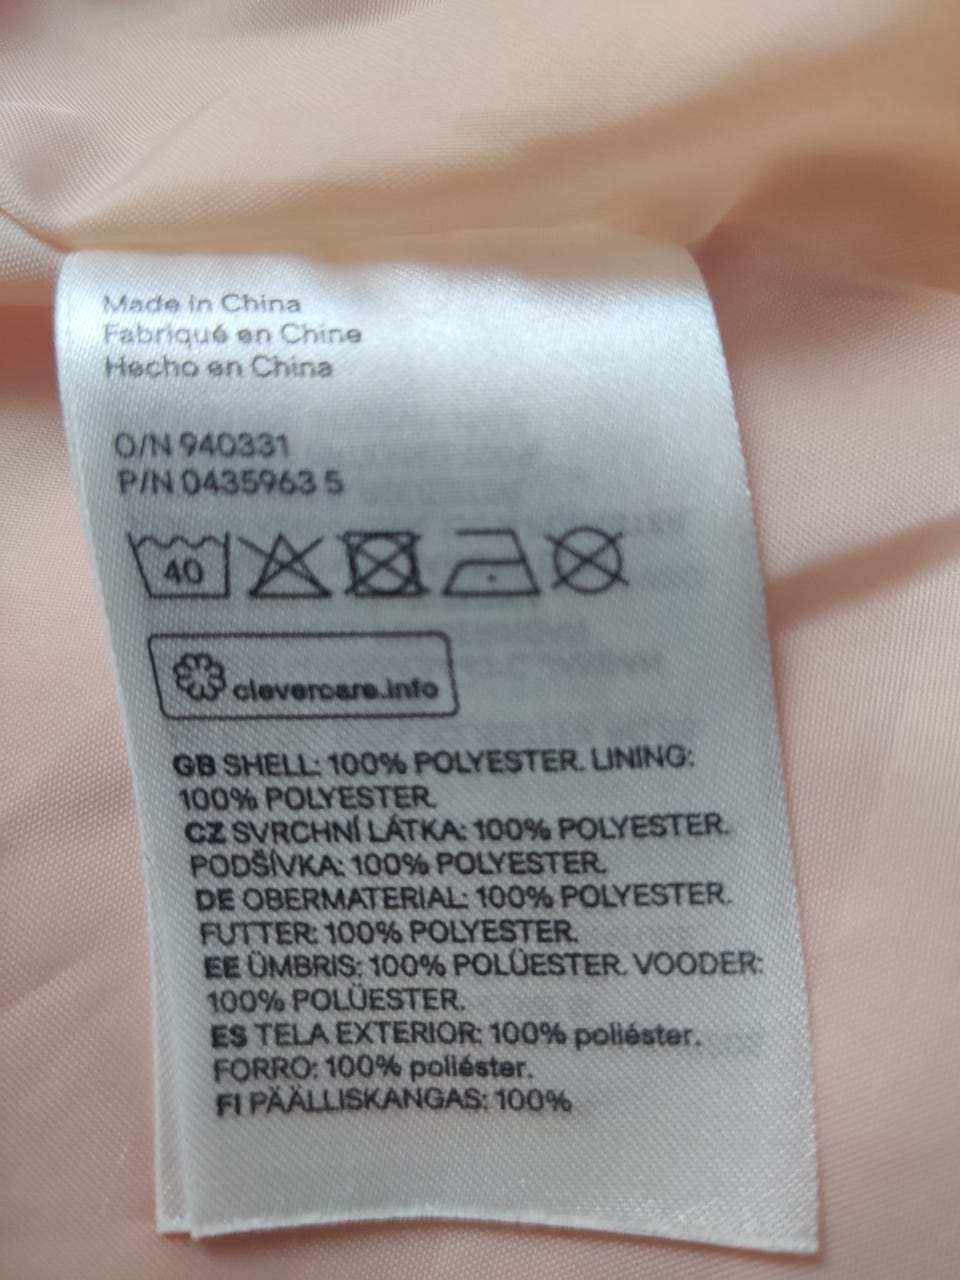 Made in China
Fabriqué en Chine
Hecho en China
O/N 940331
P/N 0435963 5
40
clevercare.info
GB SHELL: 100% POLYESTER. LINING:
100% POLYESTER.
CZ SVRCHNÍ LÁTKA: 100% POLYESTER.
PODŠÍVKA: 100% POLYESTER.
DE OBERMATERIAL: 100% POLYESTER.
FUTTER: 100% POLYESTER.
EE ÜMBRIS: 100% POLÜESTER. VOODER:
100% POLÜESTER.
ES TELA EXTERIOR: 100% poliéster.
FORRO: 100% poliéster.
FI PÄÄLLISKANGAS: 100%